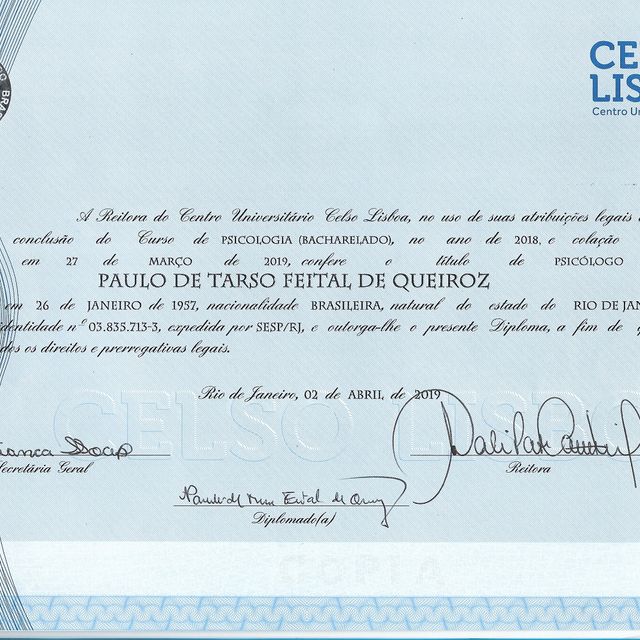 CE
LIS
Centro Un
BRAS
A Reitora do Centro Universitário Celso Lisboa, no uso de suas atribuições legais
conclusão do Curso de PSICOLOGIA (BACHARELADO), no ano de 2018, e colação
em 27 de MARÇO de 2019, confere o título de PSICÓLOGO
PAULO DE TARSO FEITAL DE QUEIROZ
em 26 de JANEIRO de 1957, nacionalidade BRASILEIRA, natural do estado do RIO DE JAN
identidade nº 03.835.713-3, expedida por SESP/RJ, e outorga-lhe o presente Diploma, a fim de
dos os direitos e prerrogativas legais.
Rio de Janeiro, 02 de ABRIL, de 2019
CELSO LISBO
Secretária Geral
Reitora
Diplomado(a)
COPIA